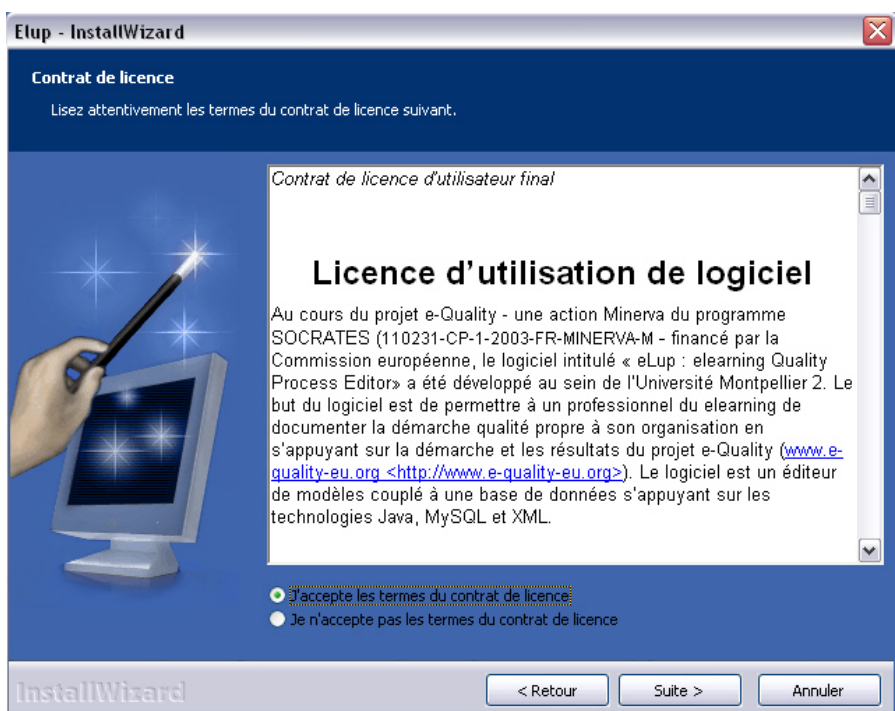 Elup - InstallWizard
Contrat de licence
Lisez attentivement les termes du contrat de licence suivant.
Contrat de licence d'utilisateur final
Licence d'utilisation de logiciel
Au cours du projet e-Quality - une action Minerva du programme
SOCRATES (110231-CP-1-2003-FR-MINERVA-M - financé par la
Commission européenne, le logiciel intitulé « eLup : elearning Quality
Process Editor» a été développé au sein de l'Université Montpellier 2. Le
but du logiciel est de permettre à un professionnel du elearning de
documenter la démarche qualité propre à son organisation en
s'appuyant sur la démarche et les résultats du projet e-Quality (www.e-
quality-eu.org <http://www.e-quality-eu.org>). Le logiciel est un éditeur
de modèles couplé à une base de données s'appuyant sur les
technologies Java, MySQL et XML.
J'accepte les termes du contrat de licence
Je n'accepte pas les termes du contrat de licence
InstallWizard
< Retour
Suite >
Annuler